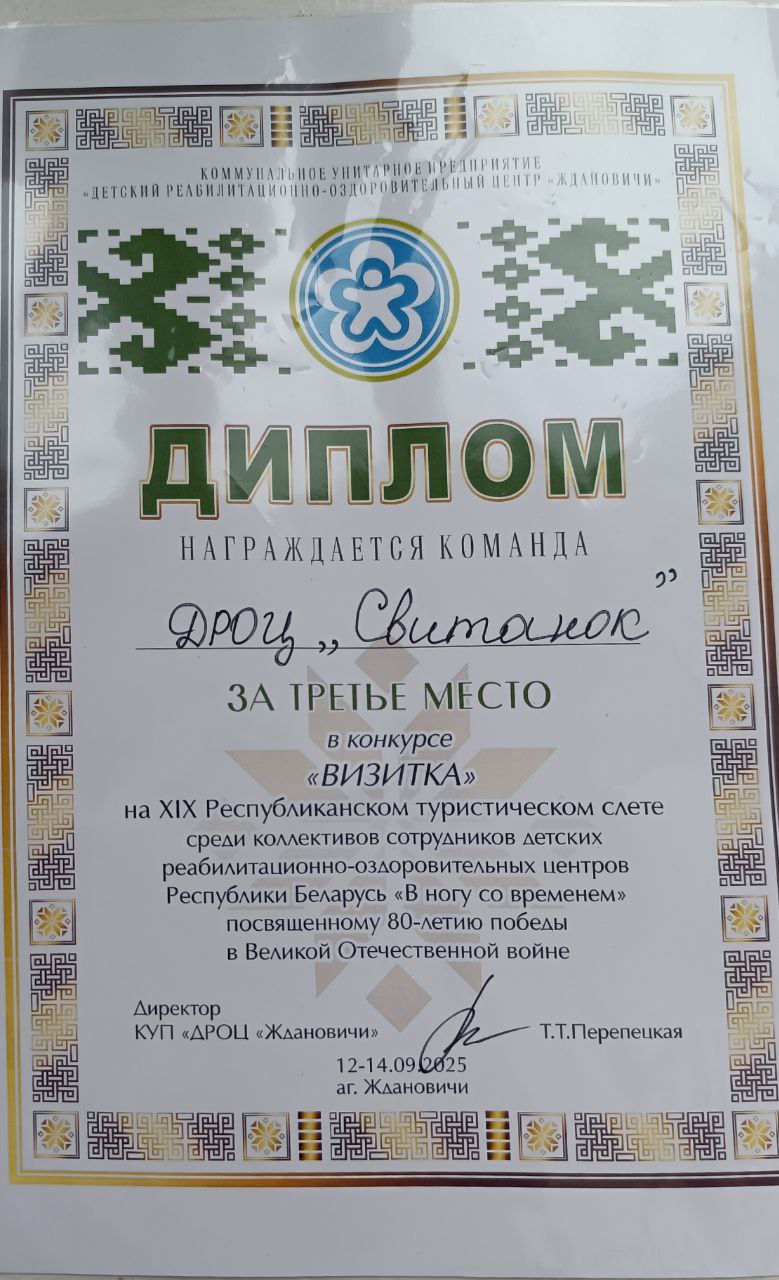 КОММУНАЛЬНОЕ УНИТАРНОЕ ПРЕДПРИЯТИЕ
«ДЕТСКИЙ РЕАБИЛИТАЦИОННО-ОЗДОРОВИТЕЛЬНЫЙ ЦЕНТР «ЖДАНОВИЧИ»
ДИПЛОМ
НАГРАЖДАЕТСЯ КОМАНДА
ДРОЦ „Свитанок”
ЗА ТРЕТЬЕ МЕСТО
в конкурсе
«ВИЗИТКА»
на XIX Республиканском туристическом слете
среди коллективов сотрудников детских
реабилитационно-оздоровительных центров
Республики Беларусь «В ногу со временем»
посвященному 80-летию победы
в Великой Отечественной войне
Директор
КУП «ДРОЦ «Ждановичи» Т.Т.Перепецкая
12-14.09.2025
аг. Ждановичи